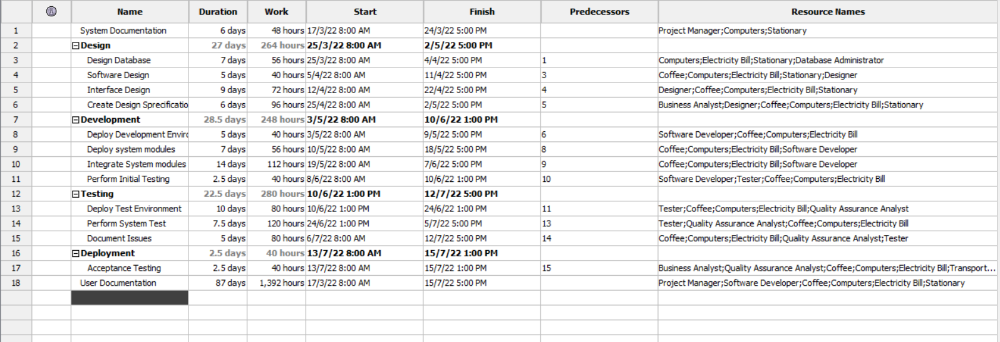 Name Duration Work Start Finish Predecessors Resource Names
1 System Documentation 6 days 48 hours 17/3/22 8:00 AM 24/3/22 5:00 PM Project Manager;Computers;Stationary
2 Design 27 days 264 hours 25/3/22 8:00 AM 2/5/22 5:00 PM
3 Design Database 7 days 56 hours 25/3/22 8:00 AM 4/4/22 5:00 PM 1 Computers;Electricity Bill;Stationary;Database Administrator
4 Software Design 5 days 40 hours 5/4/22 8:00 AM 11/4/22 5:00 PM 3 Coffee;Computers;Electricity Bill;Stationary;Designer
5 Interface Design 9 days 72 hours 12/4/22 8:00 AM 22/4/22 5:00 PM 4 Designer;Coffee;Computers;Electricity Bill;Stationary
6 Create Design Sprecificatio 6 days 96 hours 25/4/22 8:00 AM 2/5/22 5:00 PM 5 Business Analyst;Designer;Coffee;Computers;Electricity Bill;Stationary
7 Development 28.5 days 248 hours 3/5/22 8:00 AM 10/6/22 1:00 PM
8 Deploy Development Enviro 5 days 40 hours 3/5/22 8:00 AM 9/5/22 5:00 PM 6 Software Developer;Coffee;Computers;Electricity Bill
9 Deploy system modules 7 days 56 hours 10/5/22 8:00 AM 18/5/22 5:00 PM 8 Coffee;Computers;Electricity Bill;Software Developer
10 Integrate System modules 14 days 112 hours 19/5/22 8:00 AM 7/6/22 5:00 PM 9 Coffee;Computers;Electricity Bill;Software Developer
11 Perform Initial Testing 2.5 days 40 hours 8/6/22 8:00 AM 10/6/22 1:00 PM 10 Software Developer;Tester;Coffee;Computers;Electricity Bill
12 Testing 22.5 days 280 hours 10/6/22 1:00 PM 12/7/22 5:00 PM
13 Deploy Test Environment 10 days 80 hours 10/6/22 1:00 PM 24/6/22 1:00 PM 11 Tester;Coffee;Computers;Electricity Bill;Quality Assurance Analyst
14 Perform System Test 7.5 days 120 hours 24/6/22 1:00 PM 5/7/22 5:00 PM 13 Tester;Quality Assurance Analyst;Coffee;Computers;Electricity Bill
15 Document Issues 5 days 80 hours 6/7/22 8:00 AM 12/7/22 5:00 PM 14 Coffee;Computers;Electricity Bill;Quality Assurance Analyst;Tester
16 Deployment 2.5 days 40 hours 13/7/22 8:00 AM 15/7/22 1:00 PM
17 Acceptance Testing 2.5 days 40 hours 13/7/22 8:00 AM 15/7/22 1:00 PM 15 Business Analyst;Quality Assurance Analyst;Coffee;Computers;Electricity Bill;Transport...
18 User Documentation 87 days 1,392 hours 17/3/22 8:00 AM 15/7/22 5:00 PM Project Manager;Software Developer;Coffee;Computers;Electricity Bill;Stationary